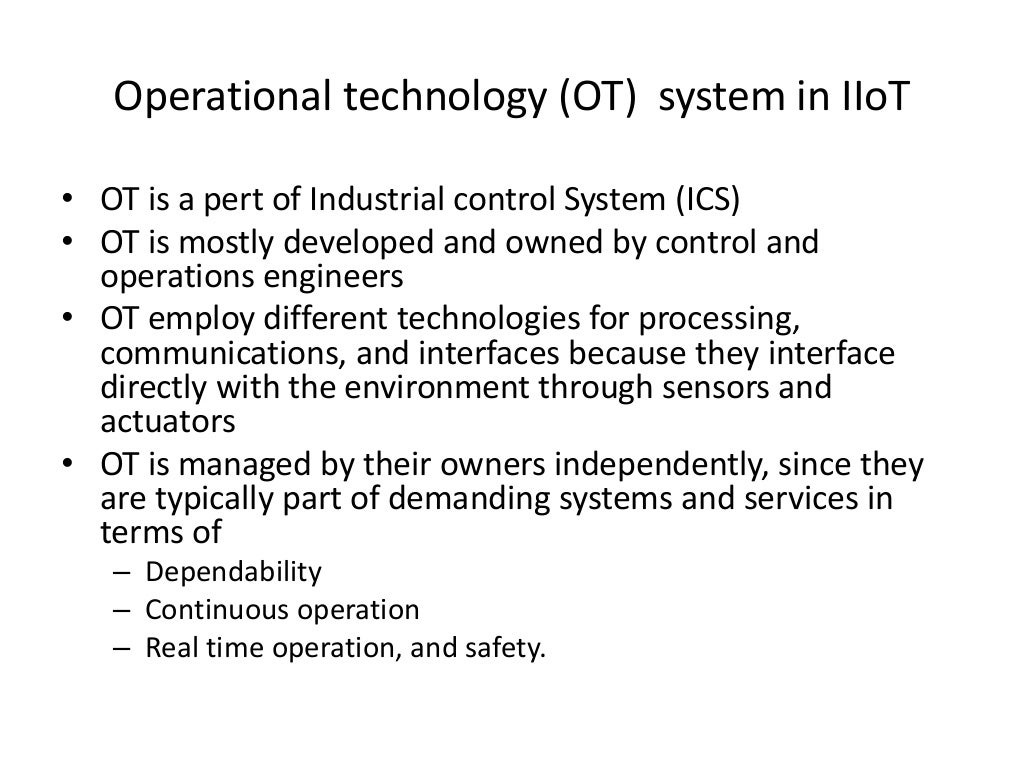 Operational technology (OT)  system in IIoT
• OT is a pert of Industrial control System (ICS)
• OT is mostly developed and owned by control and
operations engineers
• OT employ different technologies for processing,
communications, and interfaces because they interface
directly with the environment through sensors and
actuators
• OT is managed by their owners independently, since they
are typically part of demanding systems and services in
terms of
– Dependability
– Continuous operation
– Real time operation, and safety.